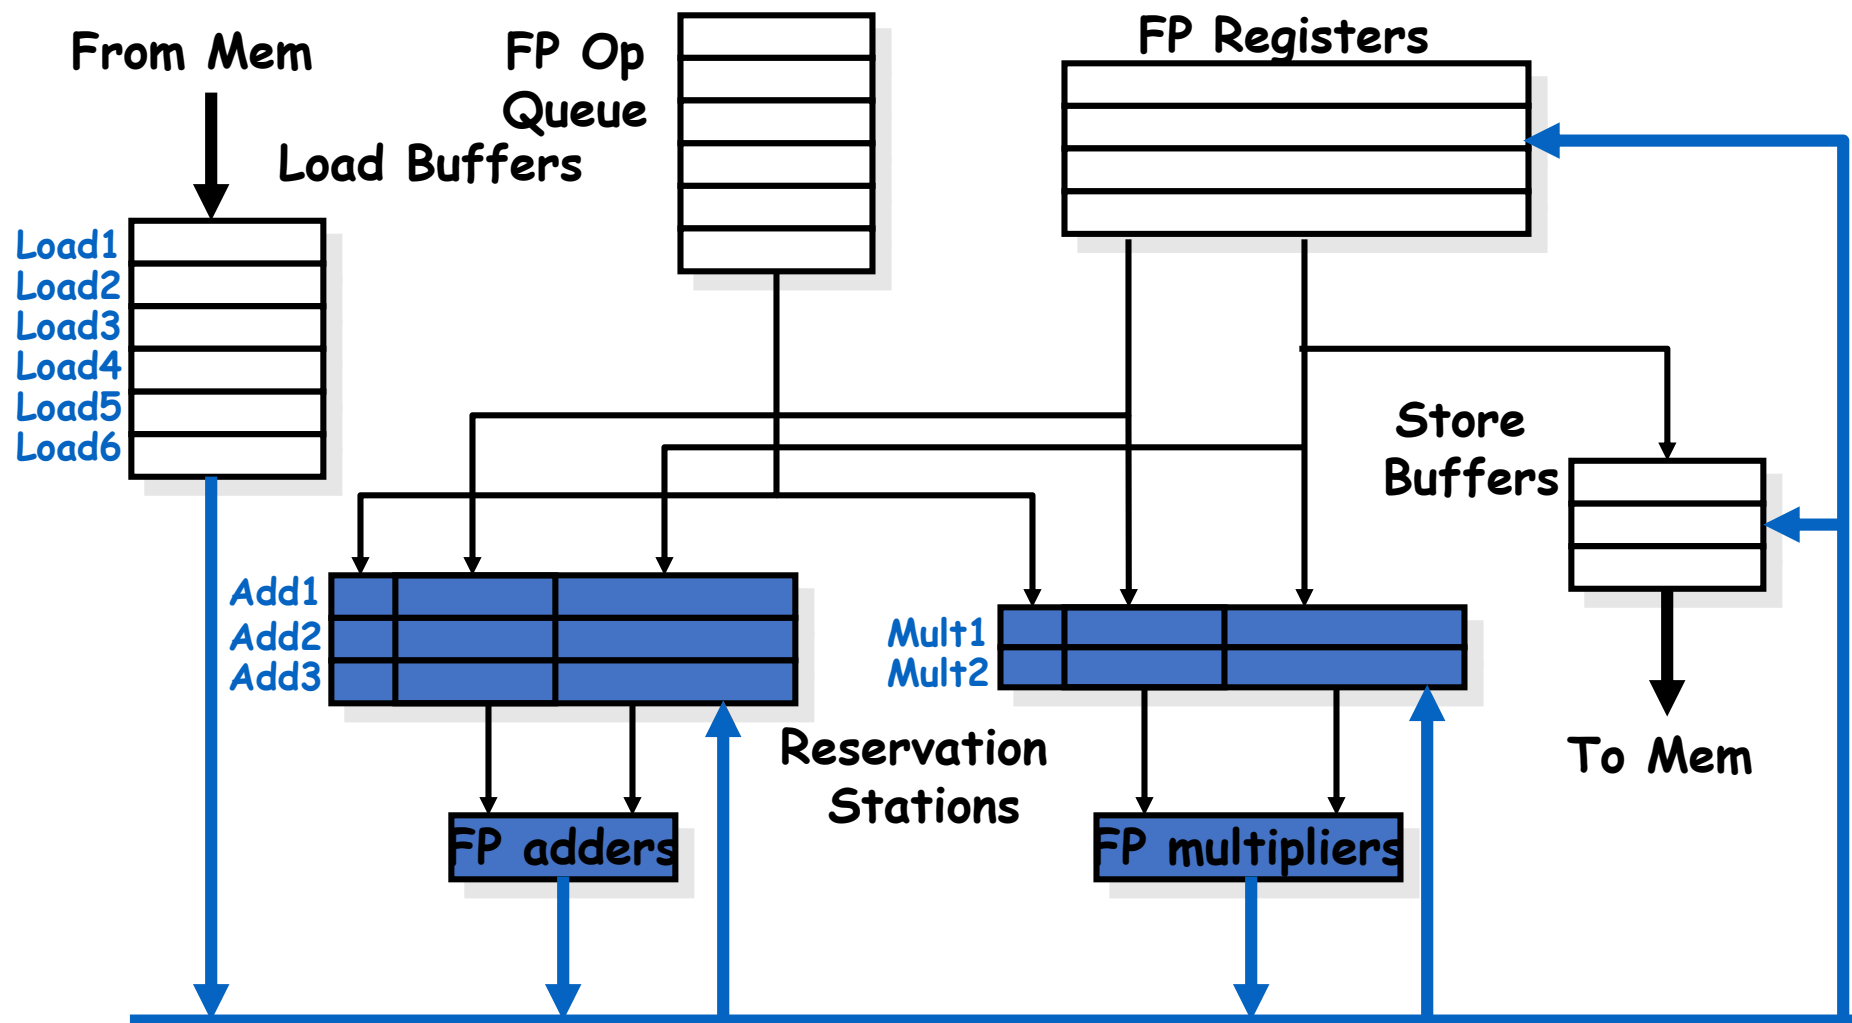 From Mem
FP Op
Queue
FP Registers
Load Buffers
Load1
Load2
Load3
Load4
Load5
Load6
Store
Buffers
Add1
Add2
Add3
Mult1
Mult2
Reservation
Stations
To Mem
FP adders
FP multipliers